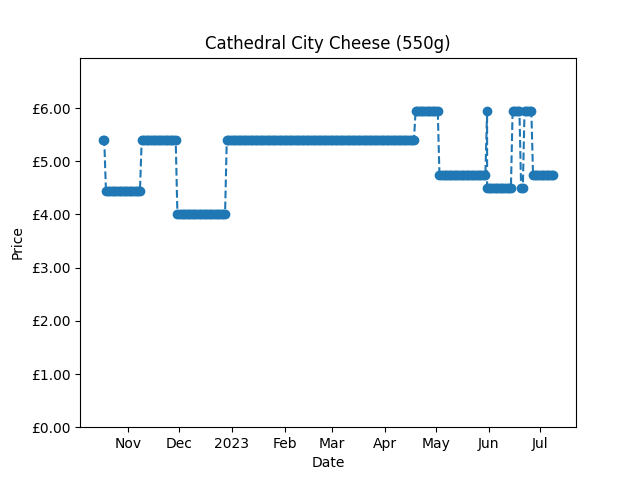 Cathedral City Cheese (550g)
£6.00
£5.00
£4.00
£3.00
£2.00
£1.00
£0.00
Price
Nov Dec 2023 Feb Mar Apr May Jun Jul
Date